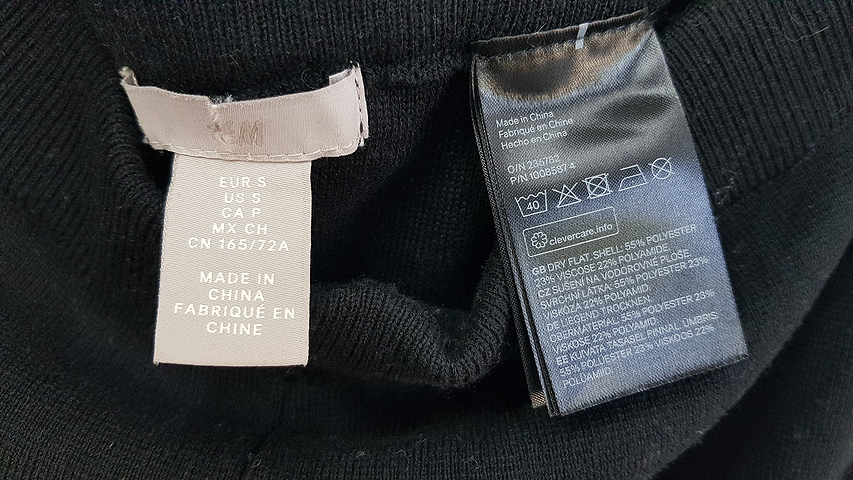 H&M
EUR S
US S
CA P
MX CH
CN 165/72A
MADE IN
CHINA
FABRIQUÉ EN
CHINE
Made in China
Fabriqué en Chine
Hecho en China
O/N 236782
P/N 1008587-4
40
clevercare.info
GB DRY FLAT. SHELL: 55% POLYESTER
23% VISCOSE 22% POLYAMIDE.
CZ SUŠENÍ NA VODOROVNÉ PLOŠE.
SVRCHNÍ LÁTKA: 55% POLYESTER 23%
VISKÓZA 22% POLYAMID.
DE LIEGEND TROCKNEN.
OBERMATERIAL: 55% POLYESTER 23%
VISKOSE 22% POLYAMID.
EE KUIVATA TASASEL PINNAL. ÜMBRIS:
55% POLÜESTER 23% VISKOOS 22%
POLÜAMIID.